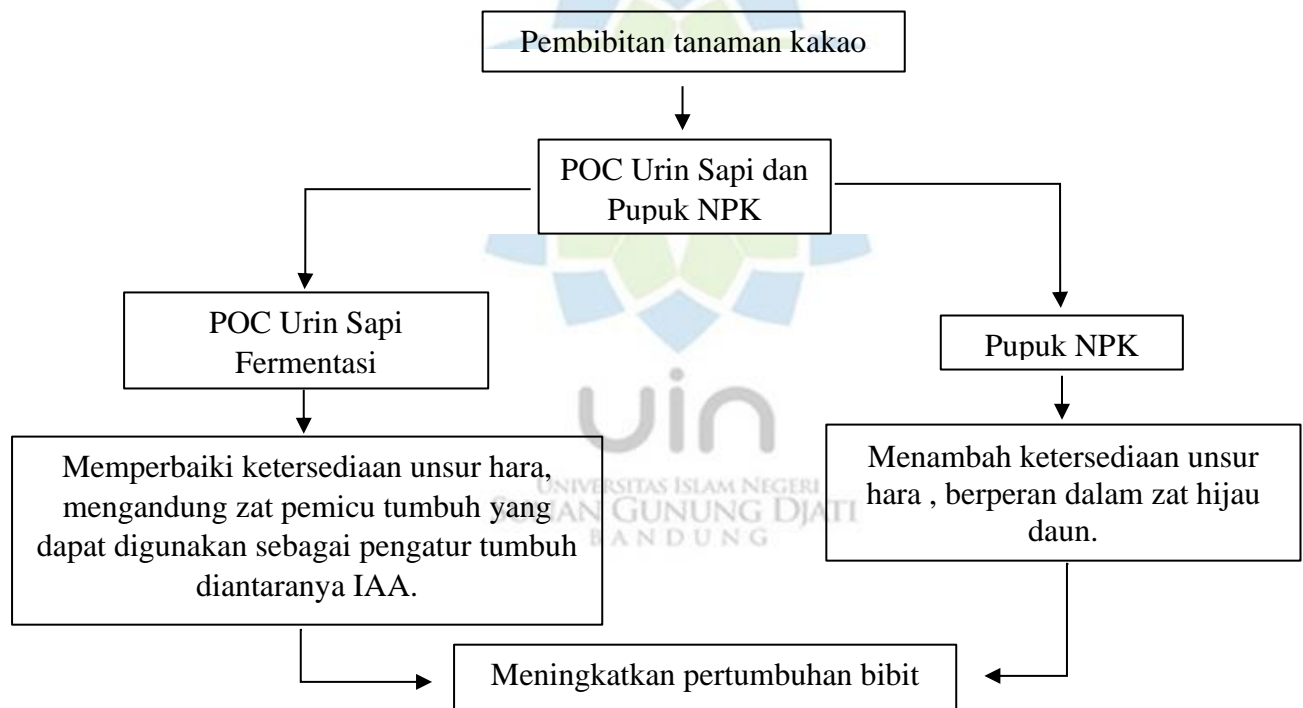 Pembibitan tanaman kakao
POC Urin Sapi dan
Pupuk NPK
POC Urin Sapi
Fermentasi
Pupuk NPK
Memperbaiki ketersediaan unsur hara,
mengandung zat pemicu tumbuh yang
dapat digunakan sebagai pengatur tumbuh
diantaranya IAA.
Menambah ketersediaan unsur
hara , berperan dalam zat hijau
daun.
uin
UNIVERSITAS ISLAM NEGERI
SUNAN GUNUNG DJATI
BANDUNG
Meningkatkan pertumbuhan bibit